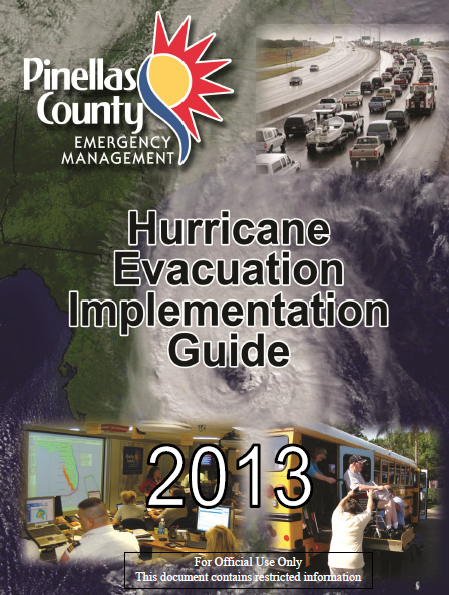 Pinellas
County
EMERGENCY
MANAGEMENT
Hurricane
Evacuation
Implementation
Guide
2013
For Official Use Only
This document contains restricted information